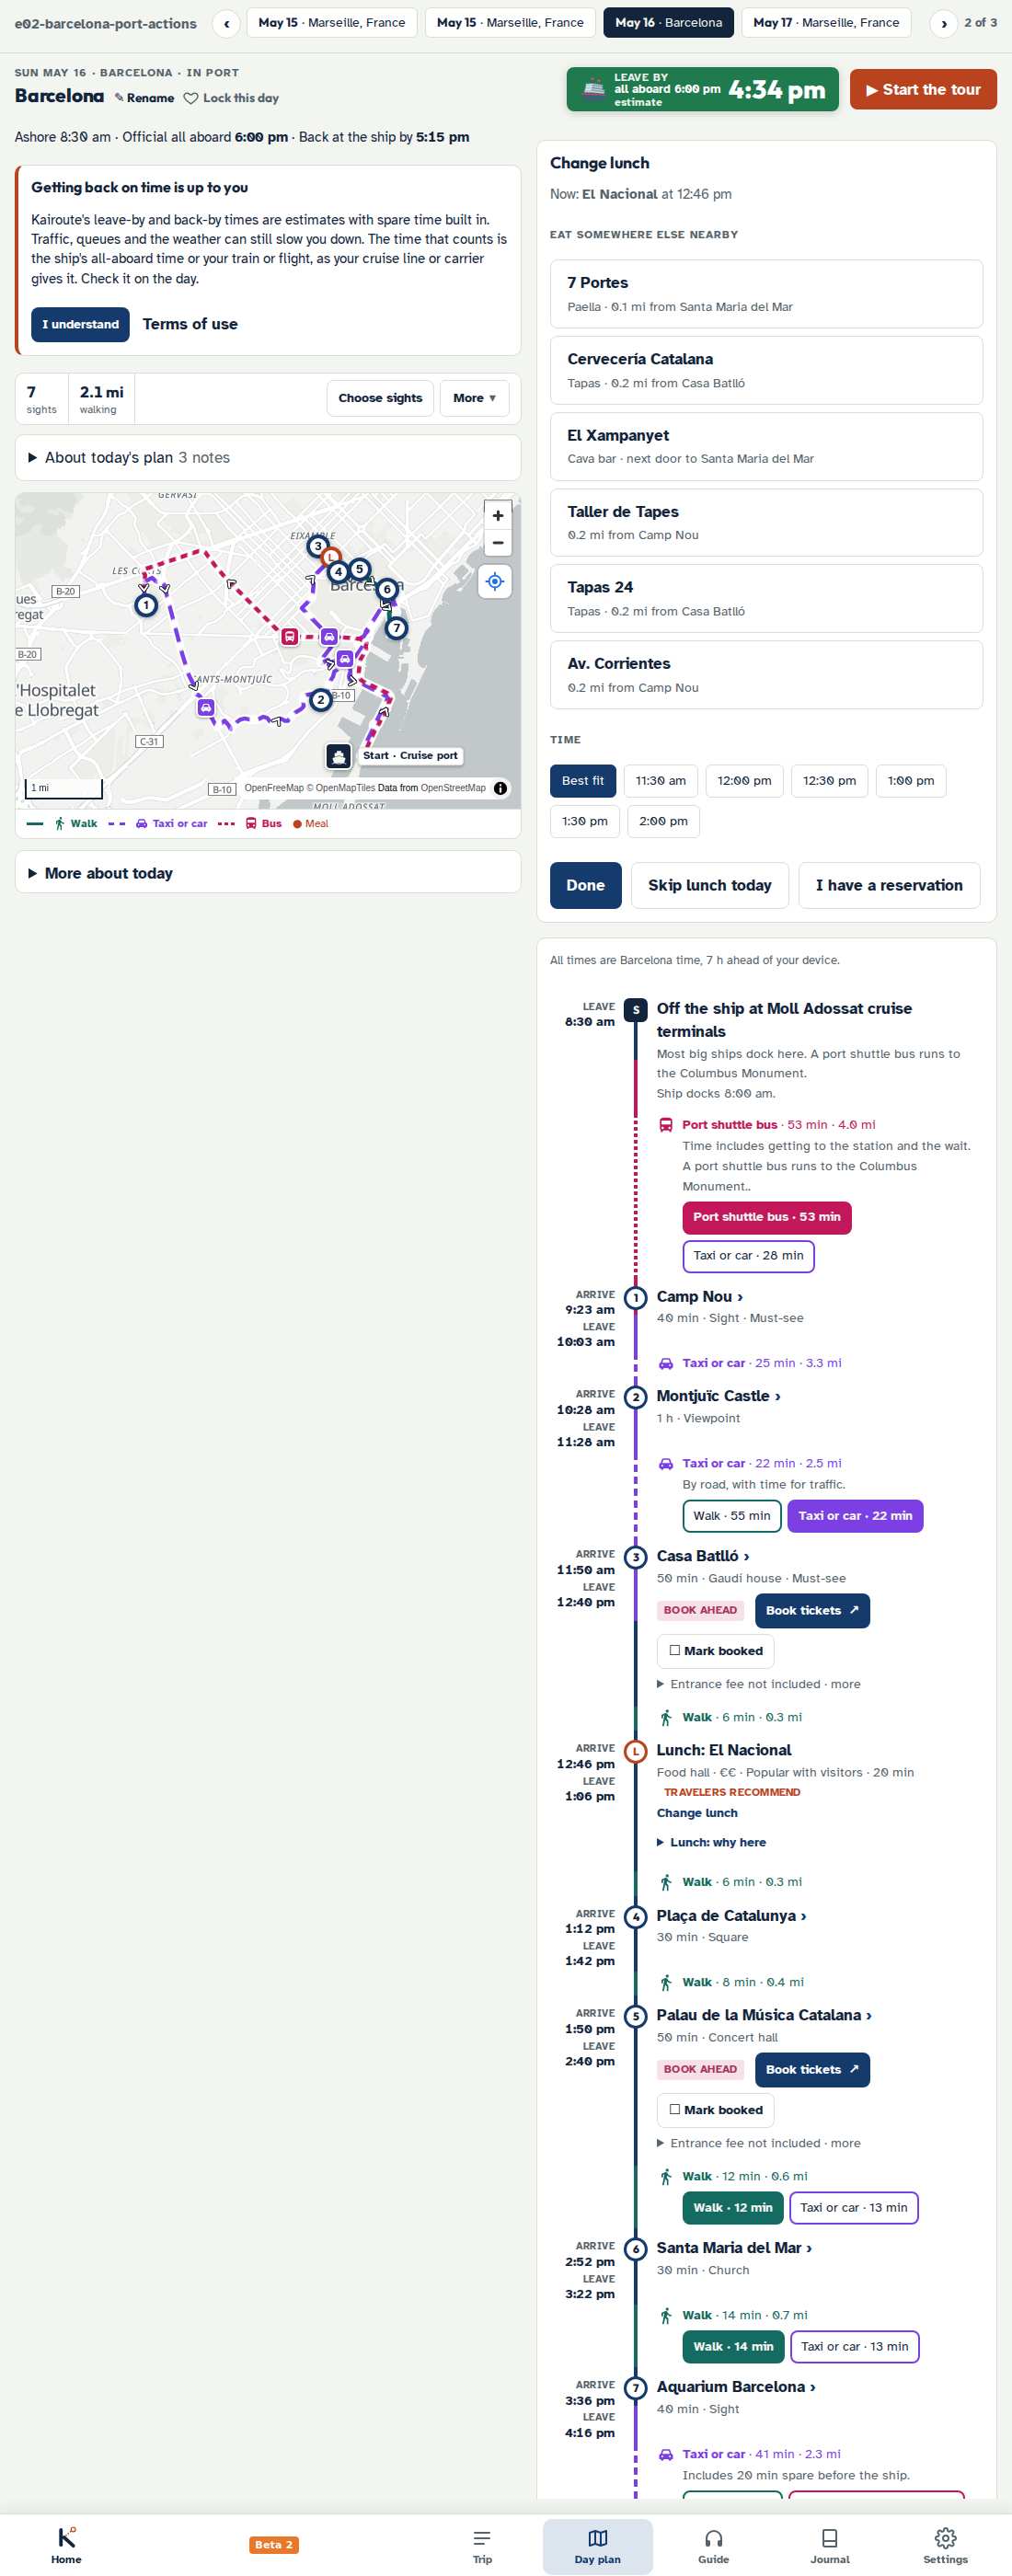 e02-barcelona-port-actions
‹
May 15 · Marseille, France
May 15 · Marseille, France
May 16 · Barcelona
May 17 · Marseille, France
›
2 of 3
SUN MAY 16 · BARCELONA · IN PORT
Barcelona
✎ Rename
Lock this day
LEAVE BY
all aboard 6:00 pm
estimate
4:34 pm
▶ Start the tour
Ashore 8:30 am · Official all aboard 6:00 pm · Back at the ship by 5:15 pm
Getting back on time is up to you
Kairoute's leave-by and back-by times are estimates with spare time built in.
Traffic, queues and the weather can still slow you down. The time that counts is
the ship's all-aboard time or your train or flight, as your cruise line or carrier
gives it. Check it on the day.
I understand
Terms of use
7
sights
2.1 mi
walking
Choose sights
More ▾
▶ About today's plan 3 notes
GERVASI
LES CORTS
B-20
B-20
'Hospitalet
e Llobregat
SANTS-MONTJUÏC
C-31
B-10
B-10
MOLL ADOSSAT
+
−
1
2
3
L
4
5
6
7
Start · Cruise port
1 mi
OpenFreeMap © OpenMapTiles Data from OpenStreetMap
Walk
Taxi or car
Bus
Meal
▶ More about today
Change lunch
Now: El Nacional at 12:46 pm
EAT SOMEWHERE ELSE NEARBY
7 Portes
Paella · 0.1 mi from Santa Maria del Mar
Cervecería Catalana
Tapas · 0.2 mi from Casa Batlló
El Xampanyet
Cava bar · next door to Santa Maria del Mar
Taller de Tapes
0.2 mi from Camp Nou
Tapas 24
Tapas · 0.2 mi from Casa Batlló
Av. Corrientes
0.2 mi from Camp Nou
TIME
Best fit
11:30 am
12:00 pm
12:30 pm
1:00 pm
1:30 pm
2:00 pm
Done
Skip lunch today
I have a reservation
All times are Barcelona time, 7 h ahead of your device.
LEAVE
8:30 am
S
Off the ship at Moll Adossat cruise
terminals
Most big ships dock here. A port shuttle bus runs to
the Columbus Monument.
Ship docks 8:00 am.
Port shuttle bus · 53 min · 4.0 mi
Time includes getting to the station and the wait.
A port shuttle bus runs to the Columbus
Monument..
Port shuttle bus · 53 min
Taxi or car · 28 min
ARRIVE
9:23 am
LEAVE
10:03 am
1
Camp Nou ›
40 min · Sight · Must-see
Taxi or car · 25 min · 3.3 mi
ARRIVE
10:28 am
LEAVE
11:28 am
2
Montjuïc Castle ›
1 h · Viewpoint
Taxi or car · 22 min · 2.5 mi
By road, with time for traffic.
Walk · 55 min
Taxi or car · 22 min
ARRIVE
11:50 am
LEAVE
12:40 pm
3
Casa Batlló ›
50 min · Gaudí house · Must-see
BOOK AHEAD
Book tickets ↗
☐ Mark booked
▶ Entrance fee not included · more
Walk · 6 min · 0.3 mi
ARRIVE
12:46 pm
LEAVE
1:06 pm
L
Lunch: El Nacional
Food hall · €€ · Popular with visitors · 20 min
TRAVELERS RECOMMEND
Change lunch
▶ Lunch: why here
Walk · 6 min · 0.3 mi
ARRIVE
1:12 pm
LEAVE
1:42 pm
4
Plaça de Catalunya ›
30 min · Square
Walk · 8 min · 0.4 mi
ARRIVE
1:50 pm
LEAVE
2:40 pm
5
Palau de la Música Catalana ›
50 min · Concert hall
BOOK AHEAD
Book tickets ↗
☐ Mark booked
▶ Entrance fee not included · more
Walk · 12 min · 0.6 mi
Walk · 12 min
Taxi or car · 13 min
ARRIVE
2:52 pm
LEAVE
3:22 pm
6
Santa Maria del Mar ›
30 min · Church
Walk · 14 min · 0.7 mi
Walk · 14 min
Taxi or car · 13 min
ARRIVE
3:36 pm
LEAVE
4:16 pm
7
Aquarium Barcelona ›
40 min · Sight
Taxi or car · 41 min · 2.3 mi
Includes 20 min spare before the ship.
Home
Beta 2
Trip
Day plan
Guide
Journal
Settings